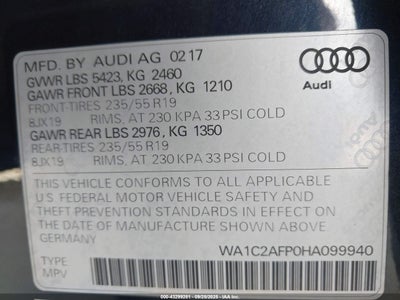 MFD. BY AUDI AG 02 17
GVWR LBS 5423, KG 2460
GAWR FRONT LBS 2668, KG 1210
FRONT-TIRES 235/55 R19
8JX19 RIMS, AT 230 KPA 33 PSI COLD
GAWR REAR LBS 2976, KG 1350
REAR-TIRES 235/55 R19
8JX19 RIMS, AT 230 KPA 33 PSI COLD
Audi
THIS VEHICLE CONFORMS TO ALL APPLICABLE
U.S. FEDERAL MOTOR VEHICLE SAFETY AND
THEFT PREVENTION STANDARDS IN EFFECT ON
THE DATE OF MANUFACTURE SHOWN ABOVE
GERMANY
WA1C2AFP0HA099940
TYPE
MPV